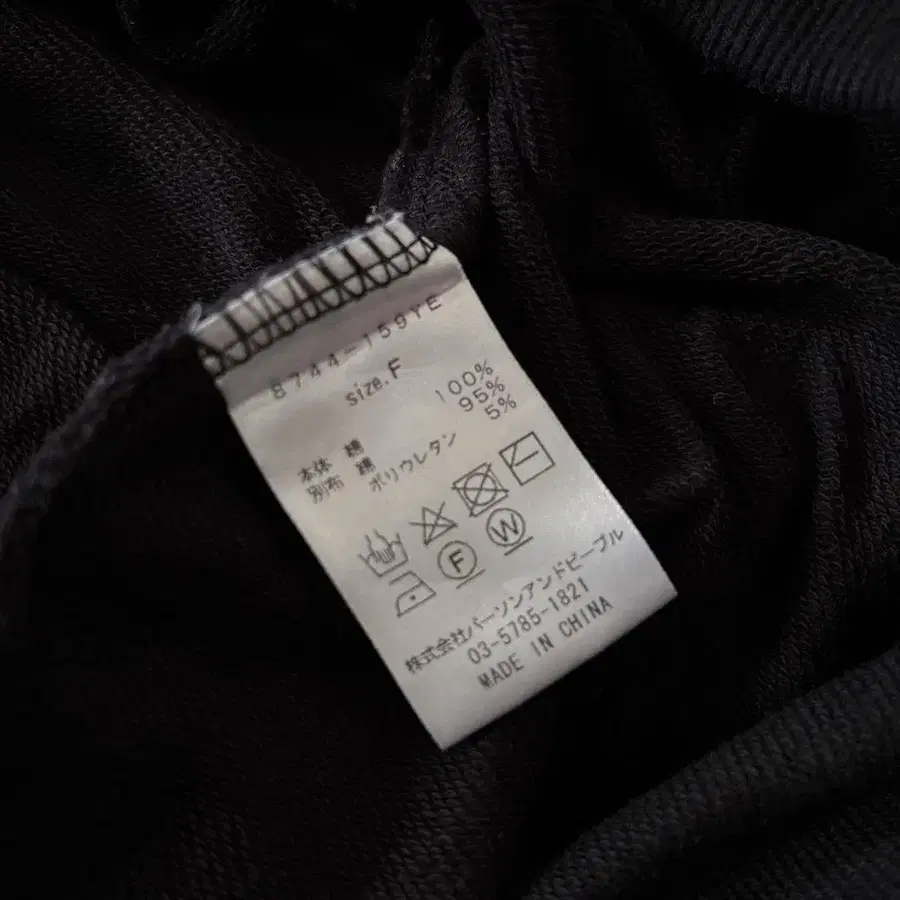 8744-159YE
size.F
本体 綿 100%
別布 綿 95%
ポリウレタン 5%
F W
株式会社パーソンアンドピープル
03-5785-1821
MADE IN CHINA